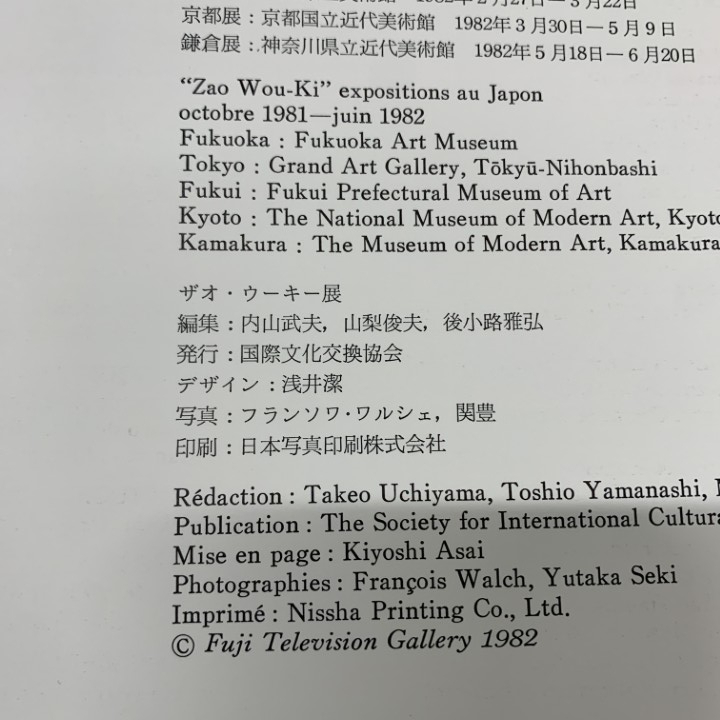 京都展：京都国立近代美術館 1982年3月30日—5月9日
鎌倉展：神奈川県立近代美術館 1982年5月18日—6月20日
“Zao Wou-Ki” expositions au Japon
octobre 1981—juin 1982
Fukuoka : Fukuoka Art Museum
Tokyo : Grand Art Gallery, Tōkyū-Nihonbashi
Fukui : Fukui Prefectural Museum of Art
Kyoto : The National Museum of Modern Art, Kyoto
Kamakura : The Museum of Modern Art, Kamakura
ザオ・ウーキー展
編集：内山武夫，山梨俊夫，後小路雅弘
発行：国際文化交換協会
デザイン：浅井潔
写真：フランソワ・ワルシェ，関豊
印刷：日本写真印刷株式会社
Rédaction : Takeo Uchiyama, Toshio Yamanashi,
Publication : The Society for International Cultura
Mise en page : Kiyoshi Asai
Photographies : François Walch, Yutaka Seki
Imprimé : Nissha Printing Co., Ltd.
© Fuji Television Gallery 1982